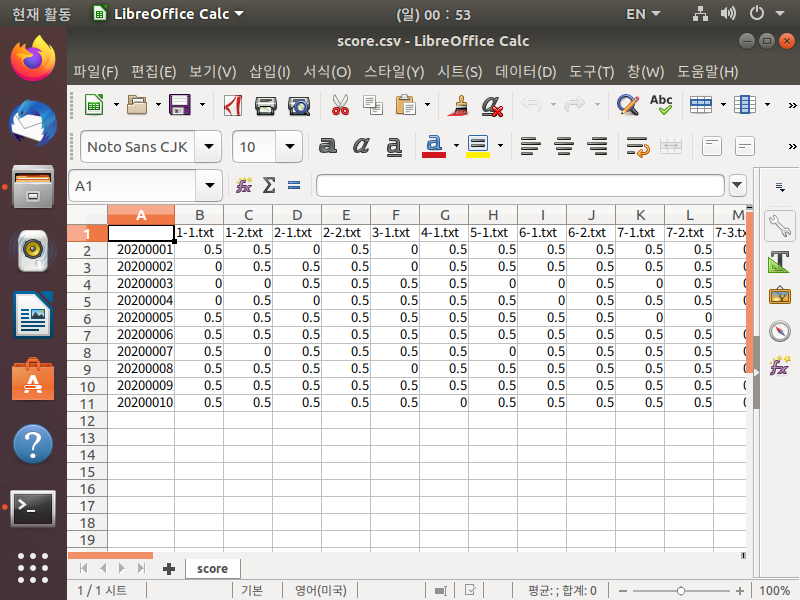 현재 활동 LibreOffice Calc (일) 00 : 53 EN
score.csv - LibreOffice Calc
파일(F) 편집(E) 보기(V) 삽입(I) 서식(O) 스타일(Y) 시트(S) 데이터(D) 도구(T) 창(W) 도움말(H)
Abc
Noto Sans CJK 10 a a a a
A1 fx Σ =
A B C D E F G H I J K L M
1 1-1.txt 1-2.txt 2-1.txt 2-2.txt 3-1.txt 4-1.txt 5-1.txt 6-1.txt 6-2.txt 7-1.txt 7-2.txt 7-3.tx
2 20200001 0.5 0.5 0 0.5 0 0.5 0.5 0.5 0.5 0.5 0.5
3 20200002 0 0.5 0.5 0.5 0 0.5 0.5 0 0.5 0.5 0.5
4 20200003 0 0 0.5 0.5 0.5 0.5 0 0 0.5 0 0.5
5 20200004 0 0.5 0 0.5 0.5 0.5 0.5 0 0.5 0.5 0.5
6 20200005 0.5 0.5 0.5 0.5 0.5 0.5 0.5 0.5 0.5 0 0
7 20200006 0.5 0.5 0.5 0.5 0.5 0.5 0.5 0.5 0.5 0.5 0.5
8 20200007 0.5 0 0.5 0.5 0.5 0.5 0 0.5 0.5 0.5 0.5
9 20200008 0.5 0.5 0.5 0.5 0 0.5 0.5 0.5 0.5 0.5 0.5
10 20200009 0.5 0.5 0.5 0.5 0.5 0.5 0.5 0.5 0.5 0.5 0.5
11 20200010 0.5 0.5 0.5 0.5 0.5 0 0.5 0.5 0.5 0.5 0.5
12
13
14
15
16
17
18
19
score
1 / 1 시트 기본 영어(미국) 평균: ; 합계: 0 100%